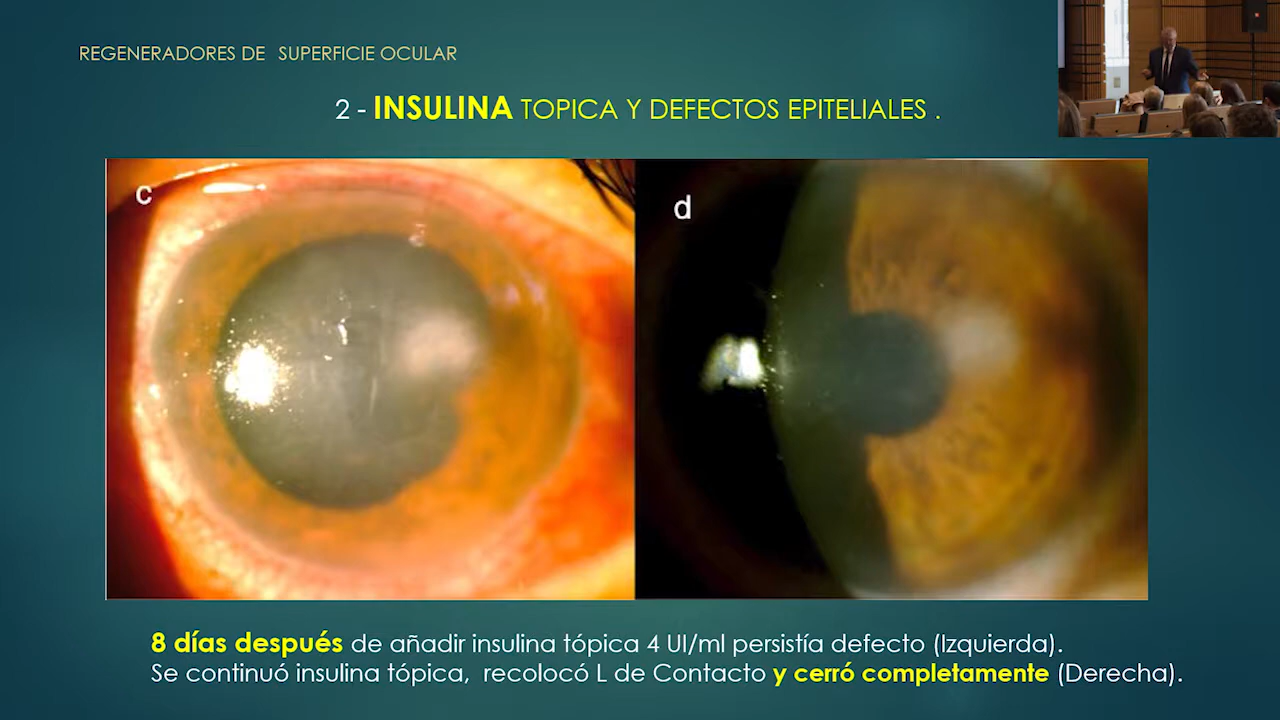 REGENERADORES DE SUPERFICIE OCULAR
2 - INSULINA TOPICA Y DEFECTOS EPITELIALES .
c
d
8 días después de añadir insulina tópica 4 UI/ml persistía defecto (Izquierda).
Se continuó insulina tópica, recolocó L de Contacto y cerró completamente (Derecha).